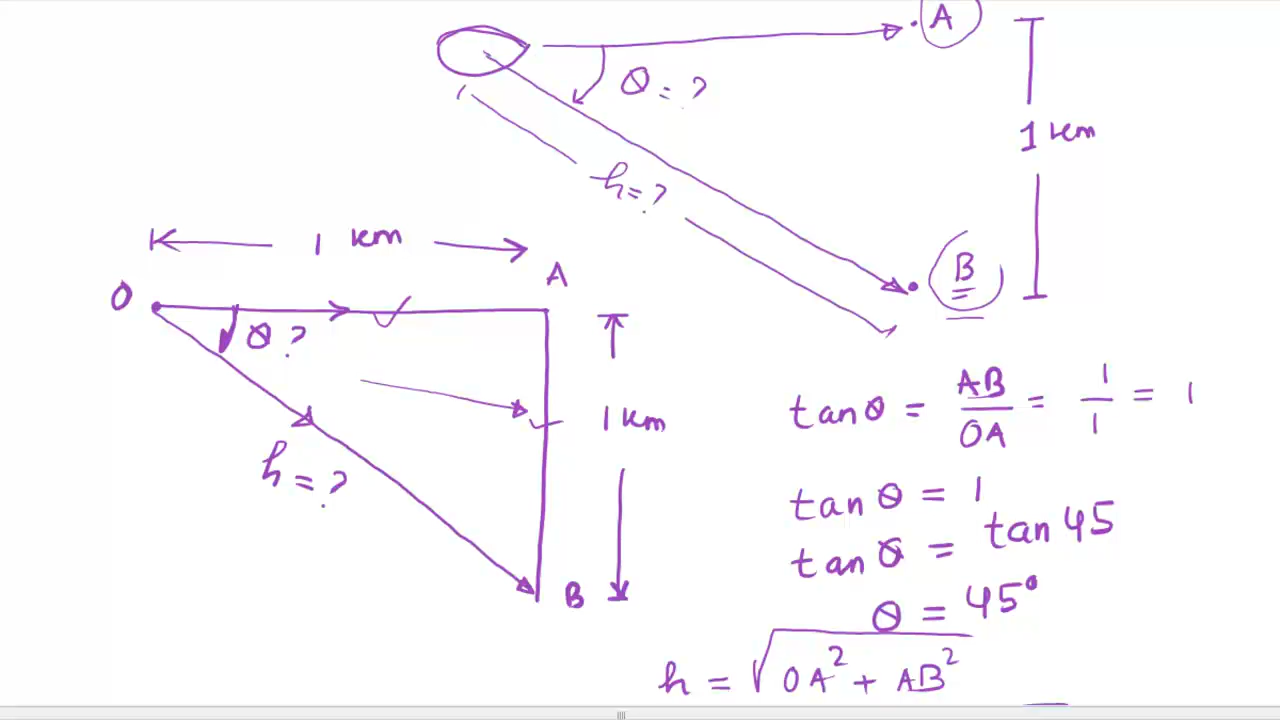 A
θ = ?
1 km
h = ?
B
1 km
O
A
θ ?
1 km
h = ?
B
tanθ = AB/OA = 1/1 = 1
tan θ = 1
tan θ = tan 45
θ = 45°
h = √OA² + AB²